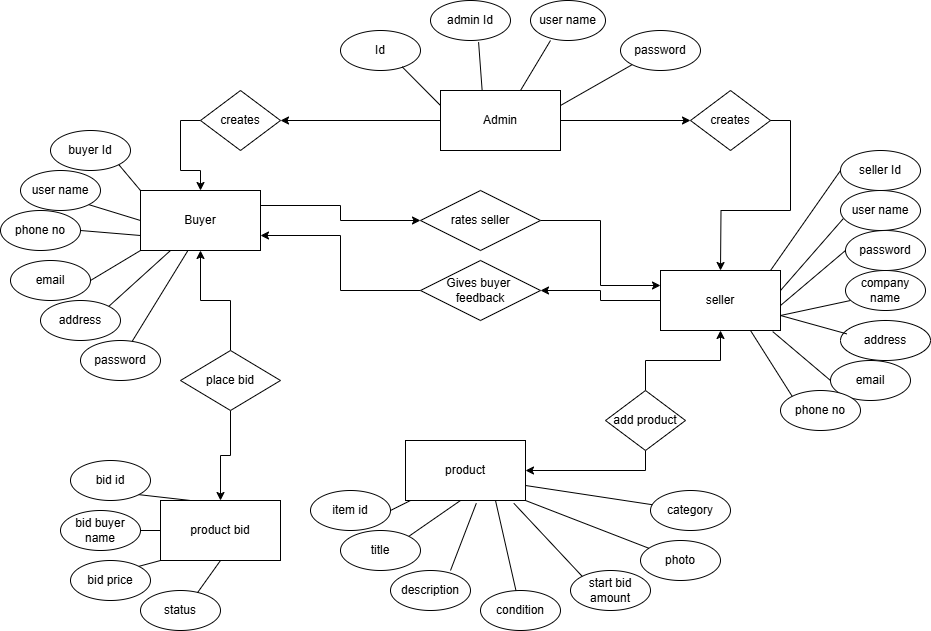 admin Id
user name
Id
password
creates
Admin
creates
buyer Id
user name
phone no
email
address
password
Buyer
rates seller
Gives buyer
feedback
seller
seller Id
user name
password
company
name
address
email
phone no
place bid
add product
product
bid id
bid buyer
name
bid price
status
product bid
item id
title
description
condition
start bid
amount
photo
category